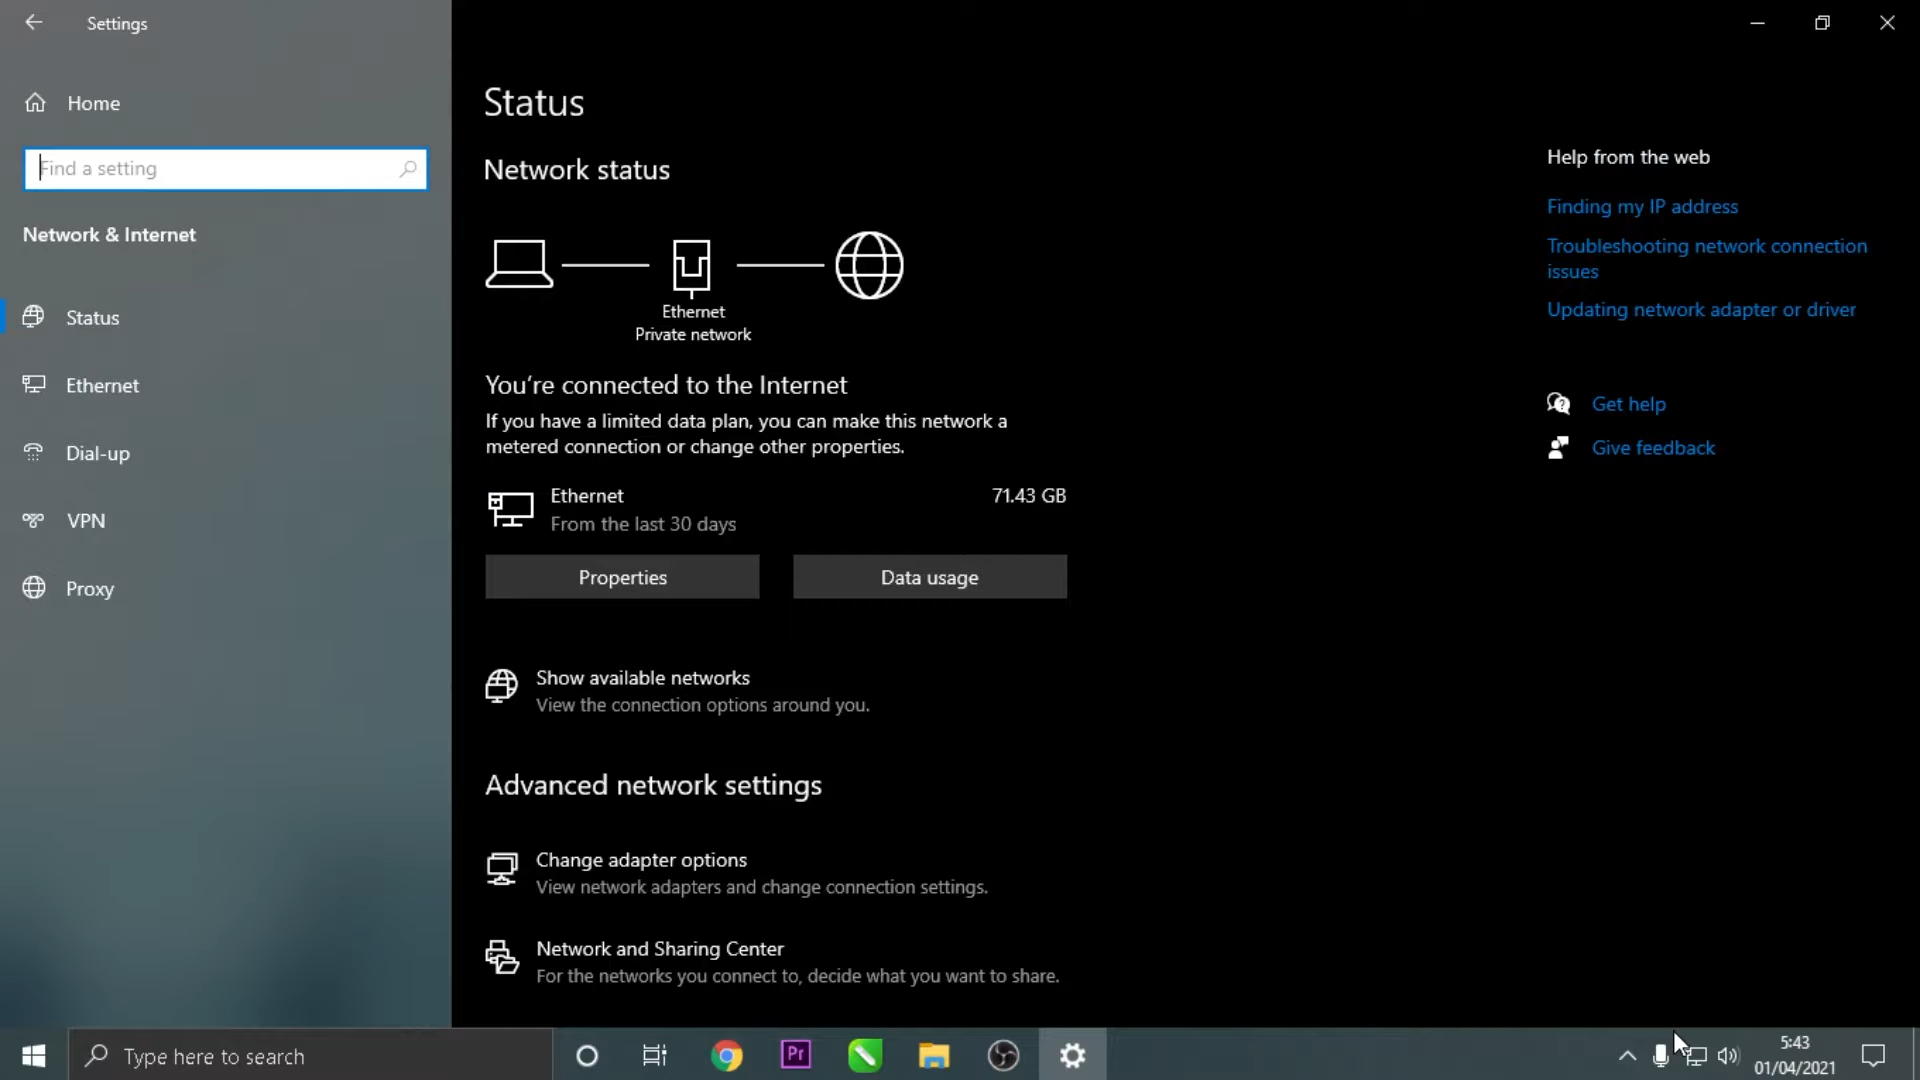 Settings
Home
Find a setting
Network & Internet
Status
Ethernet
Dial-up
VPN
Proxy
Status
Network status
Ethernet
Private network
You're connected to the Internet
If you have a limited data plan, you can make this network a
metered connection or change other properties.
Ethernet 71.43 GB
From the last 30 days
Properties Data usage
Show available networks
View the connection options around you.
Advanced network settings
Change adapter options
View network adapters and change connection settings.
Network and Sharing Center
For the networks you connect to, decide what you want to share.
Help from the web
Finding my IP address
Troubleshooting network connection
issues
Updating network adapter or driver
Get help
Give feedback
Type here to search
Pr
5:43
01/04/2021